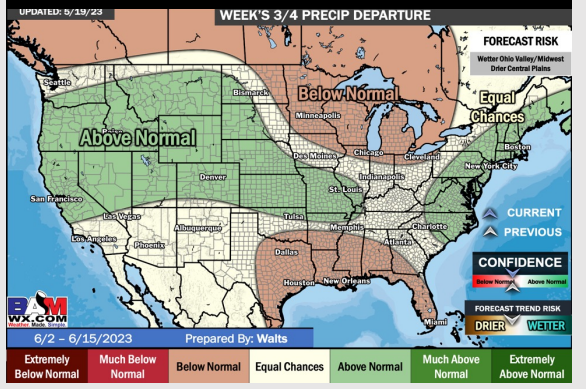 UPDATED: 5/19/23
WEEK'S 3/4 PRECIP DEPARTURE
FORECAST RISK
Wetter Ohio Valley/Midwest
Drier Central Plains
Seattle
Bismarck
Below Normal
Equal
Chances
Minneapolis
Above Normal
Boston
Des Moines
Chicago
Cleveland
New York City
Indianapolis
Denver
St. Louis
San Francisco
Las Vegas
Tulsa
Memphis
Charlotte
CURRENT
PREVIOUS
Los Angeles
Albuquerque
Phoenix
Atlanta
Dallas
CONFIDENCE
Below Normal
Above Normal
Houston
New Orleans
BAM
WX.COM
Weather. Made. Simple.
FORECAST TREND RISK
DRIER
WETTER
Miami
6/2 – 6/15/2023
Prepared By: Walts
Extremely
Below Normal
Much Below
Normal
Below Normal
Equal Chances
Above Normal
Much Above
Normal
Extremely
Above Normal